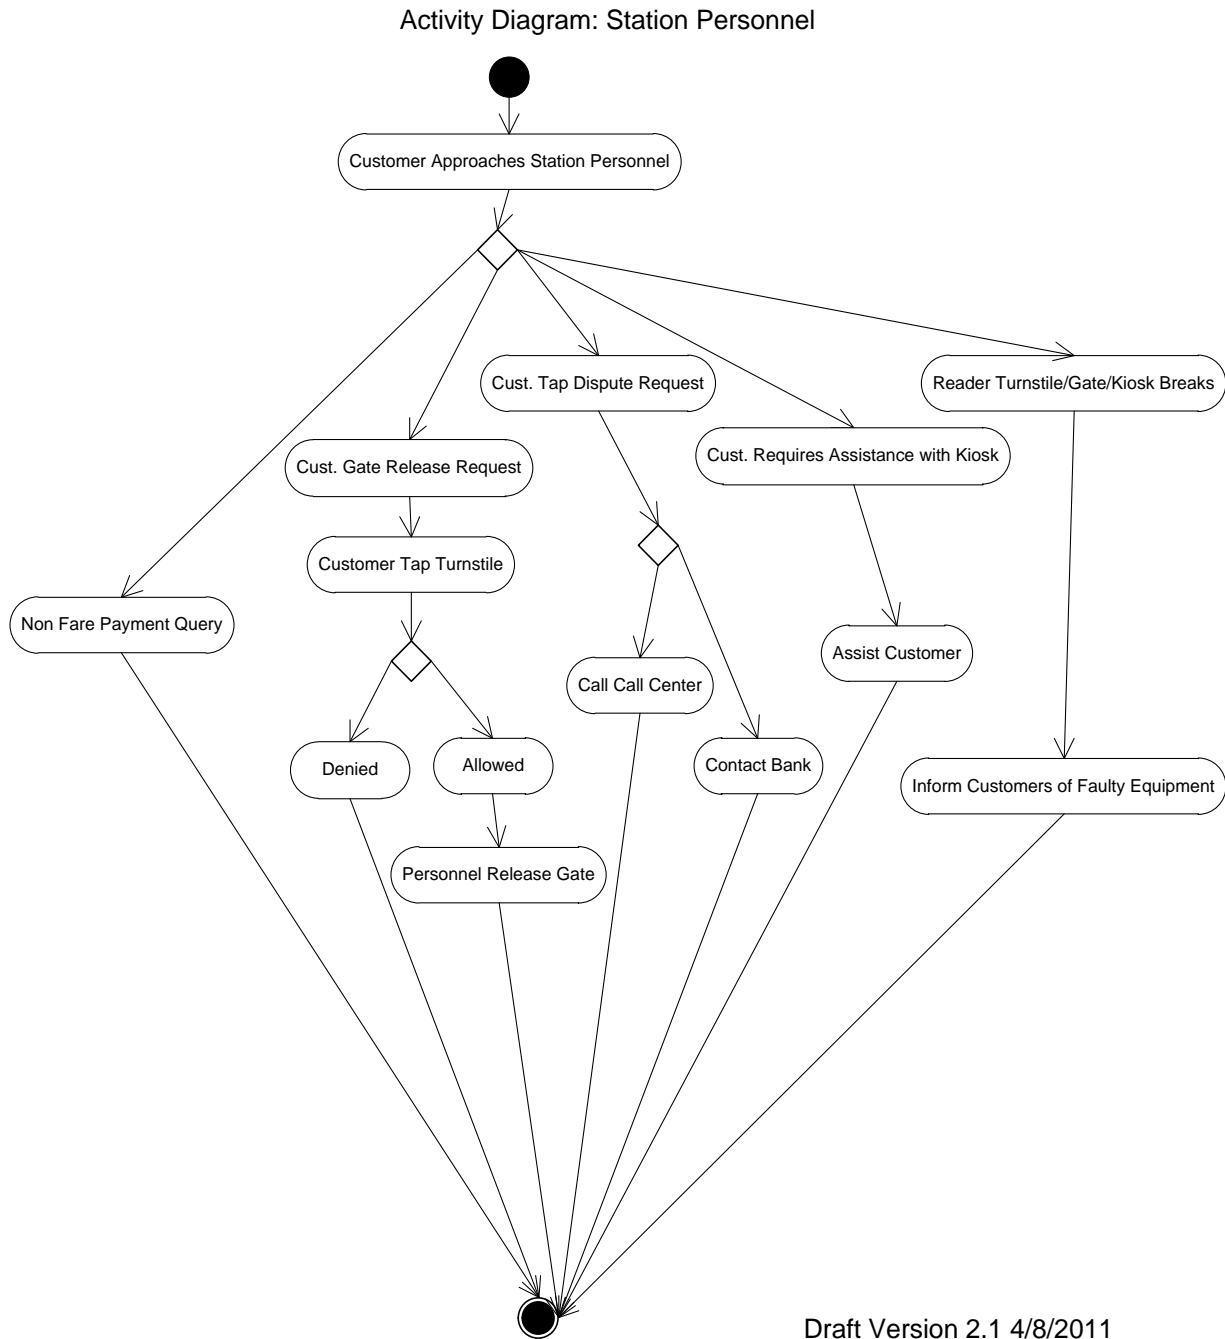 Activity Diagram: Station Personnel
Customer Approaches Station Personnel
Cust. Tap Dispute Request
Reader Turnstile/Gate/Kiosk Breaks
Cust. Gate Release Request
Cust. Requires Assistance with Kiosk
Customer Tap Turnstile
Non Fare Payment Query
Assist Customer
Call Call Center
Denied
Allowed
Contact Bank
Inform Customers of Faulty Equipment
Personnel Release Gate
Draft Version 2.1 4/8/2011